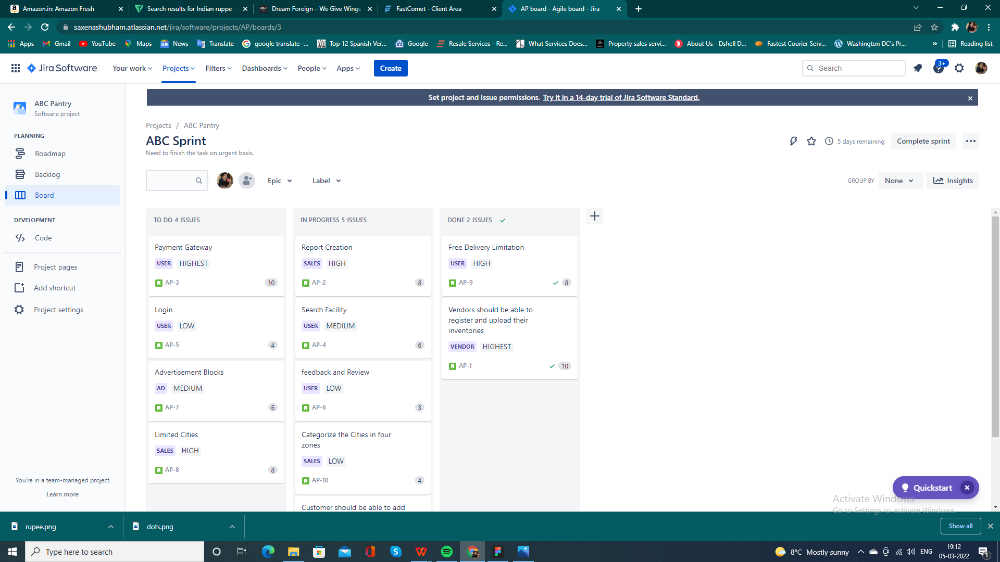 Amazon.in: Amazon Fresh
Search results for Indian ruppe -
Dream Foreign – We Give Wings
FastComet - Client Area
AP board - Agile board - Jira
saxenashubham.atlassian.net/jira/software/projects/AP/boards/3
Apps
Gmail
YouTube
Maps
News
Translate
google translate -...
Top 12 Spanish Ver...
Google
Resale Services - Re...
What Services Does...
Property sales servi...
About Us - Dshell D...
Fastest Courier Serv...
Washington DC's Pr...
»
Reading list
Jira Software
Your work
Projects
Filters
Dashboards
People
Apps
Create
Search
3+
ABC Pantry
Software project
Set project and issue permissions. Try it in a 14-day trial of Jira Software Standard.
Projects / ABC Pantry
ABC Sprint
Need to finish the task on urgent basis.
5 days remaining
Complete sprint
PLANNING
Roadmap
Backlog
Board
DEVELOPMENT
Code
Project pages
Add shortcut
Project settings
You're in a team-managed project
Learn more
Epic
Label
GROUP BY
None
Insights
TO DO 4 ISSUES
Payment Gateway
USER HIGHEST
AP-3 10
Login
USER LOW
AP-5 4
Advertisement Blocks
AD MEDIUM
AP-7 6
Limited Cities
SALES HIGH
AP-8 8
IN PROGRESS 5 ISSUES
Report Creation
SALES HIGH
AP-2 8
Search Facility
USER MEDIUM
AP-4 6
feedback and Review
USER LOW
AP-6 3
Categorize the Cities in four
zones
SALES LOW
AP-10 4
Customer should be able to add
DONE 2 ISSUES
Free Delivery Limitation
USER HIGH
AP-9 8
Vendors should be able to
register and upload their
inventories
VENDOR HIGHEST
AP-1 10
Quickstart
Activate Windows
Go to Settings to activate Windows.
rupee.png
dots.png
Show all
Type here to search
8°C Mostly sunny
ENG
19:12
05-03-2022
1